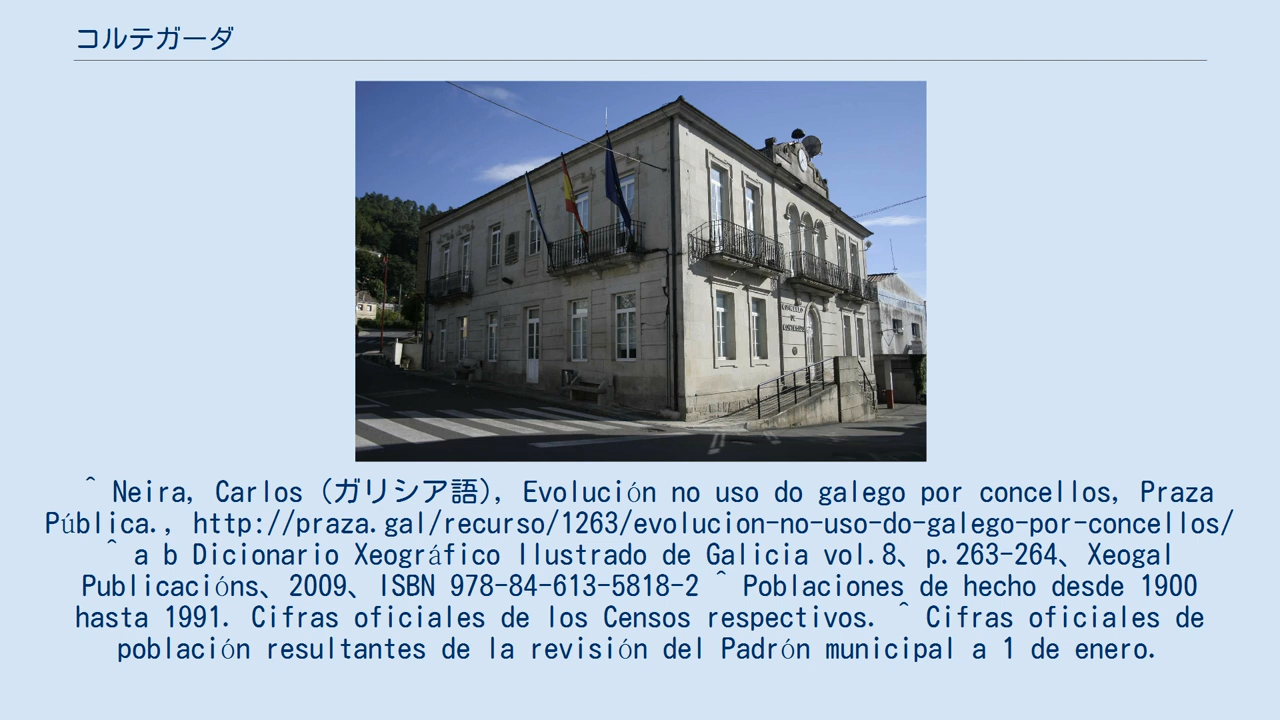 コルテガーダ
CONCELLO
DE
CORTEGADA
^ Neira, Carlos (ガリシア語), Evolución no uso do galego por concellos, Praza
Pública., http://praza.gal/recurso/1263/evolucion-no-uso-do-galego-por-concellos/
^ a b Dicionario Xeográfico Ilustrado de Galicia vol.8、p.263-264、Xeogal
Publicacións、2009、ISBN 978-84-613-5818-2 ^ Poblaciones de hecho desde 1900
hasta 1991. Cifras oficiales de los Censos respectivos. ^ Cifras oficiales de
población resultantes de la revisión del Padrón municipal a 1 de enero.